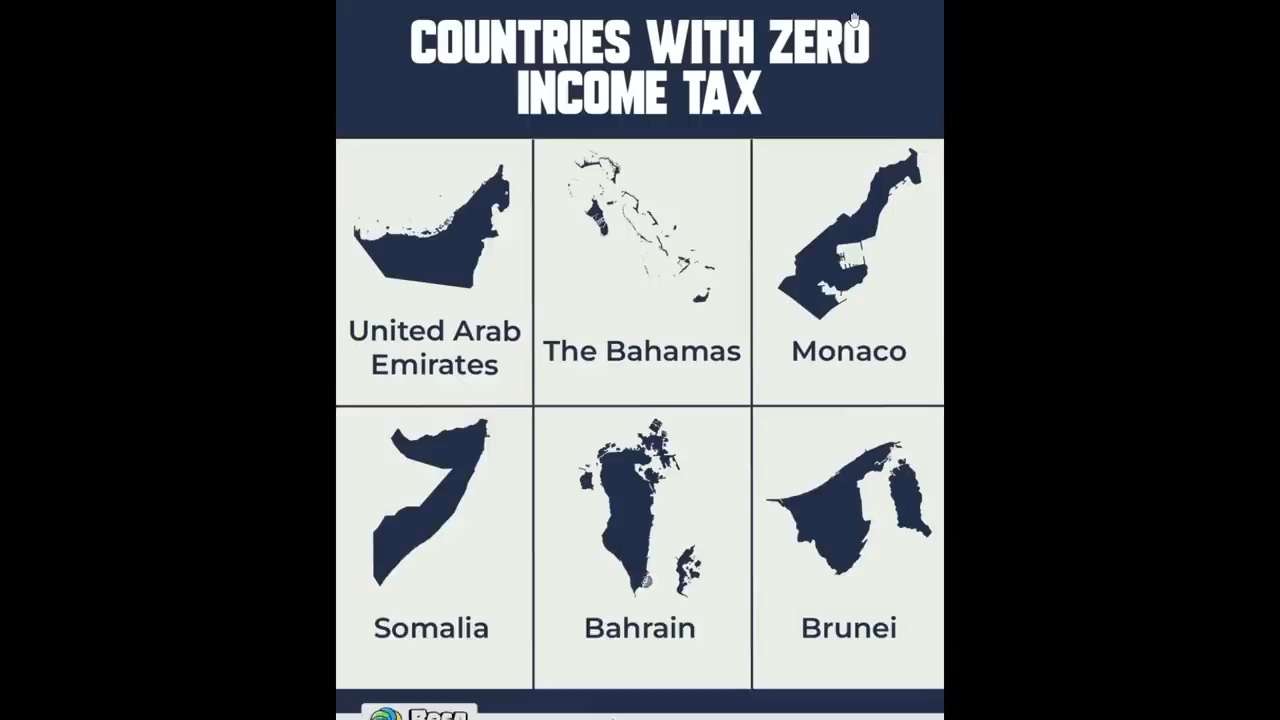 COUNTRIES WITH ZERO
INCOME TAX
United Arab
Emirates
The Bahamas
Monaco
Somalia
Bahrain
Brunei